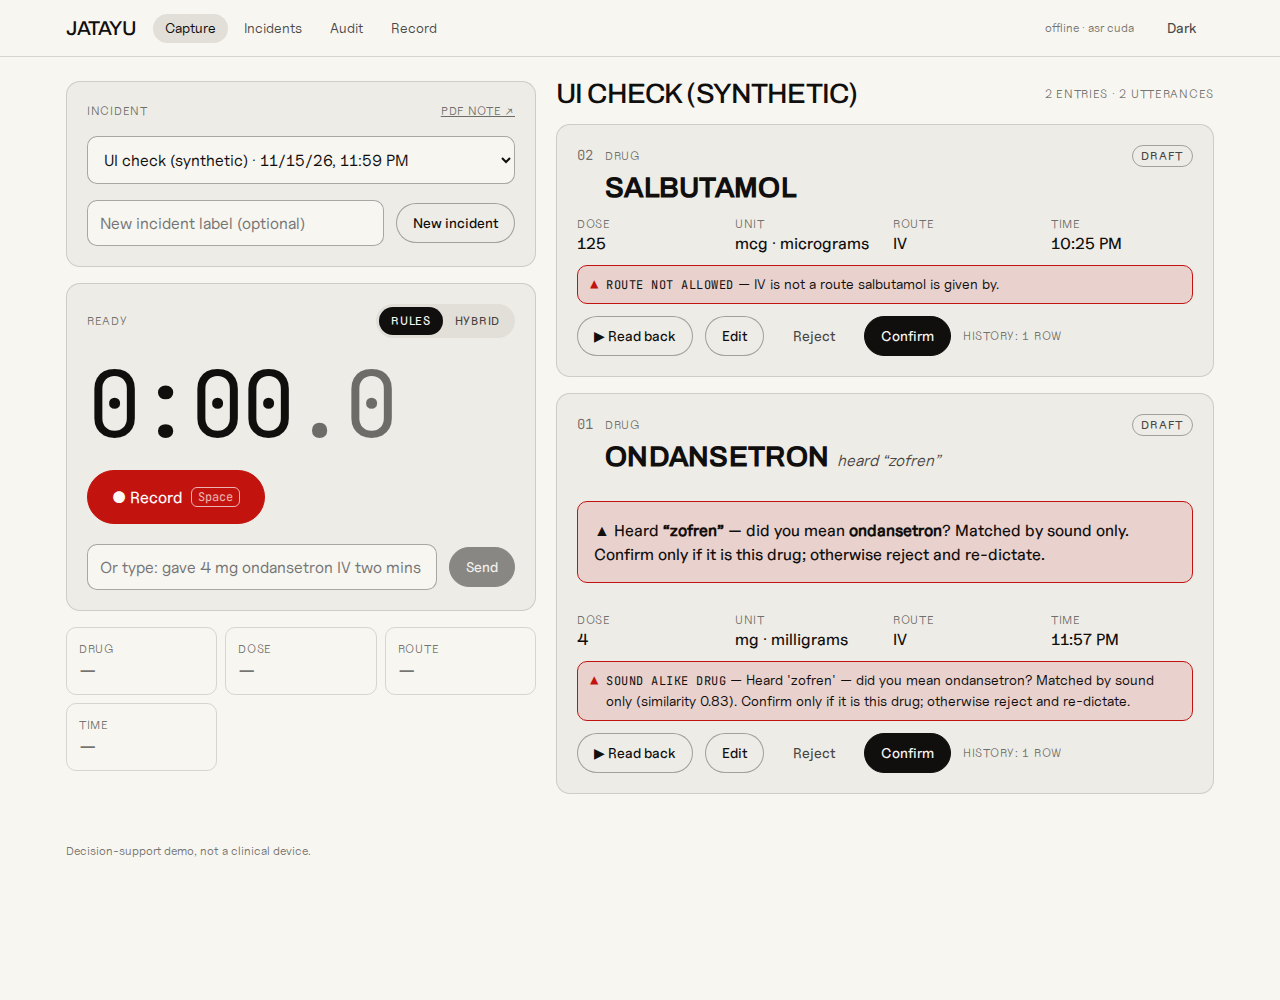 JATAYU Capture Incidents Audit Record offline · asr cuda Dark
INCIDENT PDF NOTE ↗
UI check (synthetic) · 11/15/26, 11:59 PM
New incident label (optional) New incident
READY RULES HYBRID
0:00.0
● Record Space
Or type: gave 4 mg ondansetron IV two mins Send
DRUG DOSE ROUTE
— — —
TIME
—
UI CHECK (SYNTHETIC) 2 ENTRIES · 2 UTTERANCES
02 DRUG DRAFT
SALBUTAMOL
DOSE UNIT ROUTE TIME
125 mcg · micrograms IV 10:25 PM
▲ ROUTE NOT ALLOWED — IV is not a route salbutamol is given by.
▶ Read back Edit Reject Confirm HISTORY: 1 ROW
01 DRUG DRAFT
ONDANSETRON heard “zofren”
▲ Heard “zofren” — did you mean ondansetron? Matched by sound only.
Confirm only if it is this drug; otherwise reject and re-dictate.
DOSE UNIT ROUTE TIME
4 mg · milligrams IV 11:57 PM
▲ SOUND ALIKE DRUG — Heard 'zofren' — did you mean ondansetron? Matched by sound
only (similarity 0.83). Confirm only if it is this drug; otherwise reject and re-dictate.
▶ Read back Edit Reject Confirm HISTORY: 1 ROW
Decision-support demo, not a clinical device.